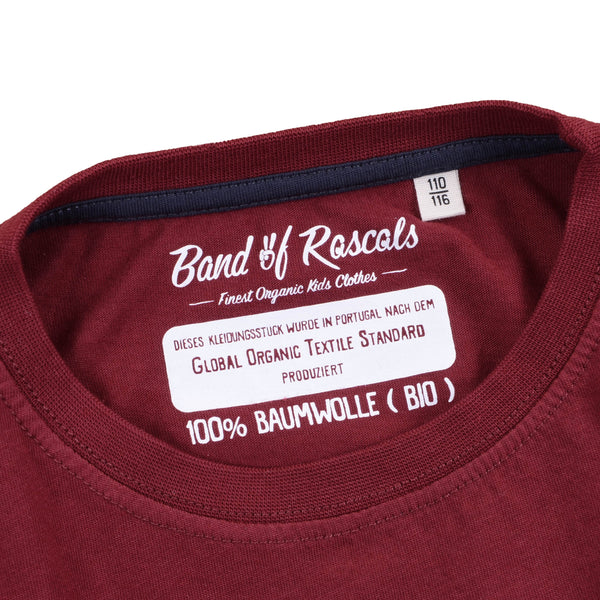 110
116
Band of Rascals
Finest Organic Kids Clothes
DIESES KLEIDUNGSSTÜCK WURDE IN PORTUGAL NACH DEM
GLOBAL ORGANIC TEXTILE STANDARD
PRODUZIERT
100% BAUMWOLLE ( BIO )